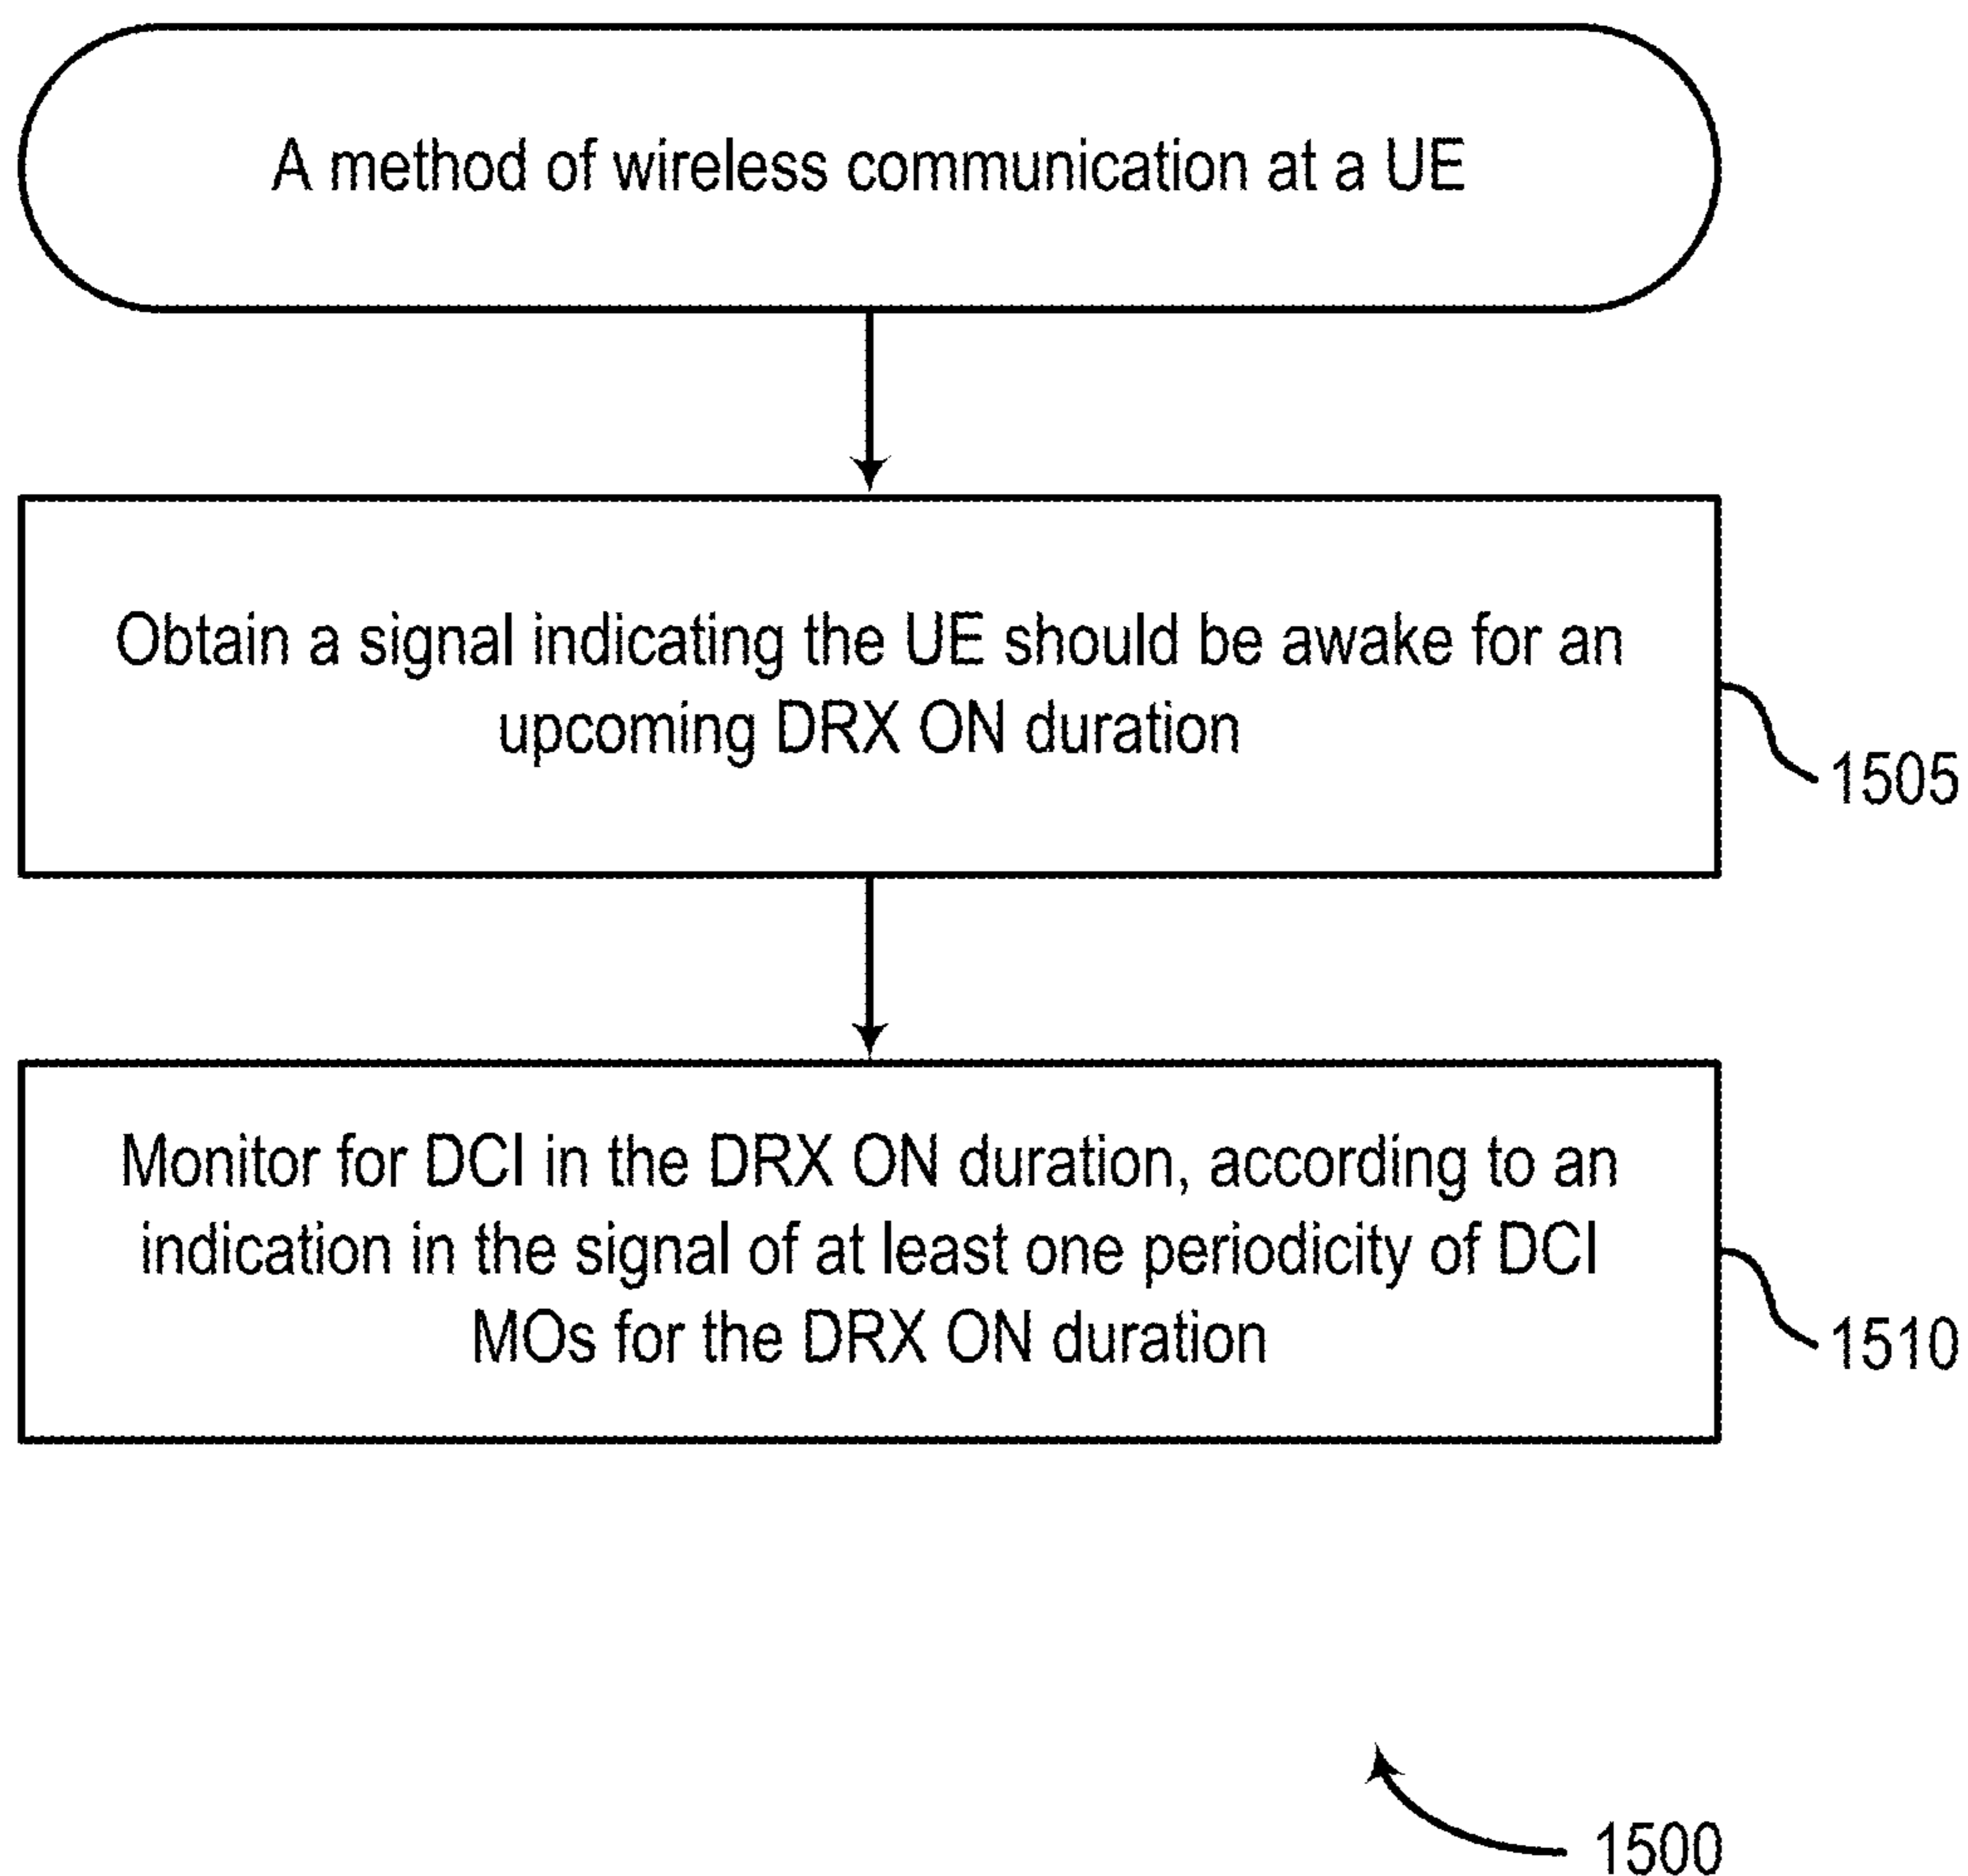 A method of wireless communication at a UE
Obtain a signal indicating the UE should be awake for an
upcoming DRX ON duration
1505
Monitor for DCI in the DRX ON duration, according to an
indication in the signal of at least one periodicity of DCI
MOs for the DRX ON duration
1510
1500